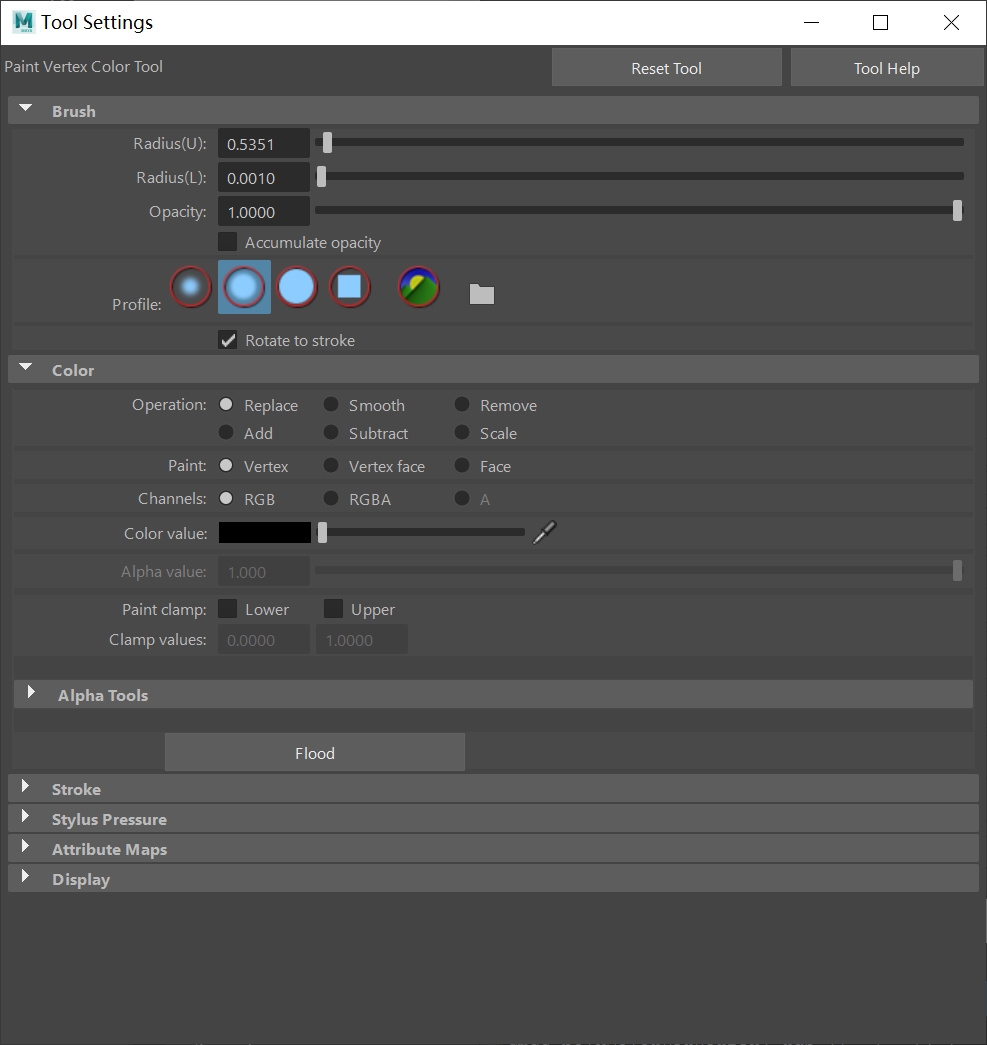 Tool Settings
Paint Vertex Color Tool
Reset Tool
Tool Help
Brush
Radius(U): 0.5351
Radius(L): 0.0010
Opacity: 1.0000
Accumulate opacity
Profile:
Rotate to stroke
Color
Operation: Replace Smooth Remove
Add Subtract Scale
Paint: Vertex Vertex face Face
Channels: RGB RGBA A
Color value:
Alpha value: 1.000
Paint clamp: Lower Upper
Clamp values: 0.0000 1.0000
Alpha Tools
Flood
Stroke
Stylus Pressure
Attribute Maps
Display